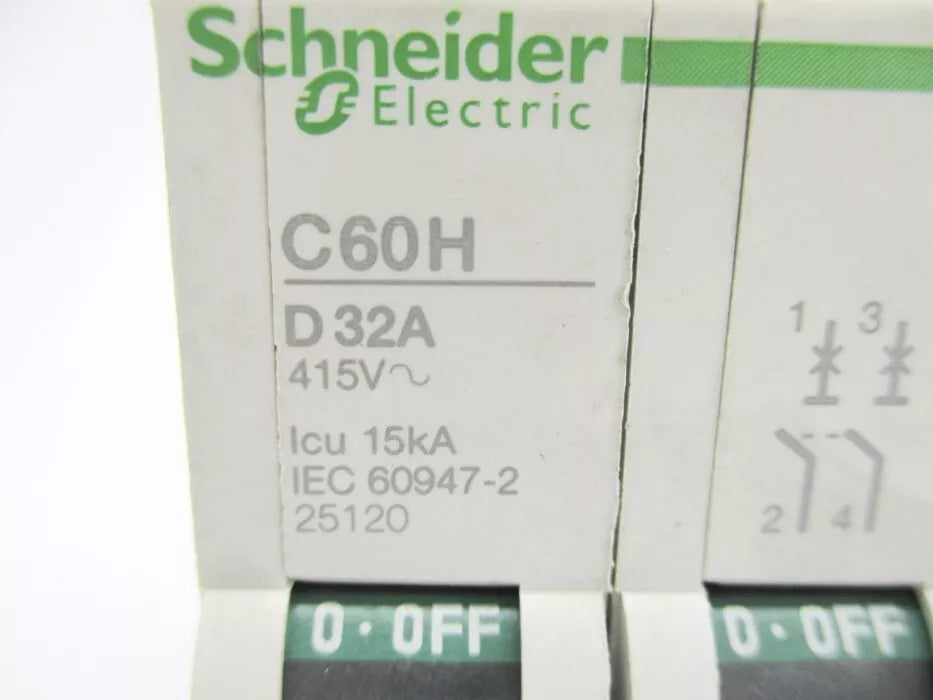 Schneider
Electric
C60H
D 32A
415V~
Icu 15kA
IEC 60947-2
25120
1 3
2 4
0 · OFF
0 · OFF